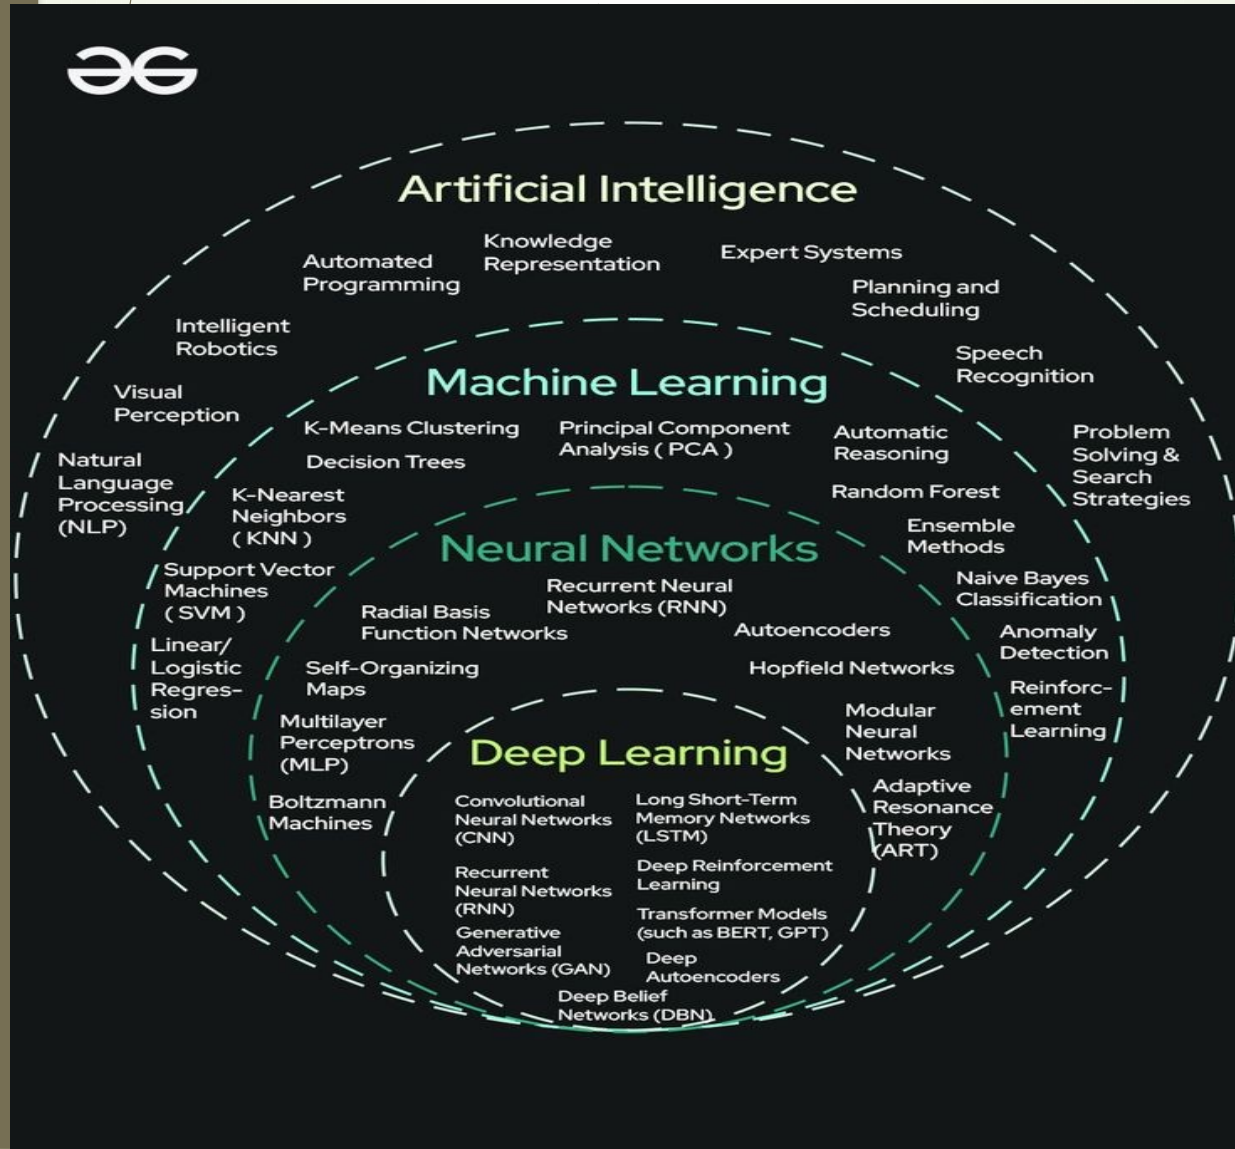 Artificial Intelligence
Knowledge
Representation
Expert Systems
Automated
Programming
Planning and
Scheduling
Intelligent
Robotics
Speech
Recognition
Visual
Perception
Natural
Language
Processing
(NLP)
Problem
Solving &
Search
Strategies
Machine Learning
K-Means Clustering
Principal Component
Analysis ( PCA )
Automatic
Reasoning
Decision Trees
Random Forest
K-Nearest
Neighbors
( KNN )
Ensemble
Methods
Support Vector
Machines
( SVM )
Naive Bayes
Classification
Linear/
Logistic
Regres-
sion
Anomaly
Detection
Reinforc-
ement
Learning
Neural Networks
Recurrent Neural
Networks (RNN)
Radial Basis
Function Networks
Autoencoders
Self-Organizing
Maps
Hopfield Networks
Multilayer
Perceptrons
(MLP)
Modular
Neural
Networks
Boltzmann
Machines
Adaptive
Resonance
Theory
(ART)
Deep Learning
Convolutional
Neural Networks
(CNN)
Long Short-Term
Memory Networks
(LSTM)
Recurrent
Neural Networks
(RNN)
Deep Reinforcement
Learning
Generative
Adversarial
Networks (GAN)
Transformer Models
(such as BERT, GPT)
Deep
Autoencoders
Deep Belief
Networks (DBN)